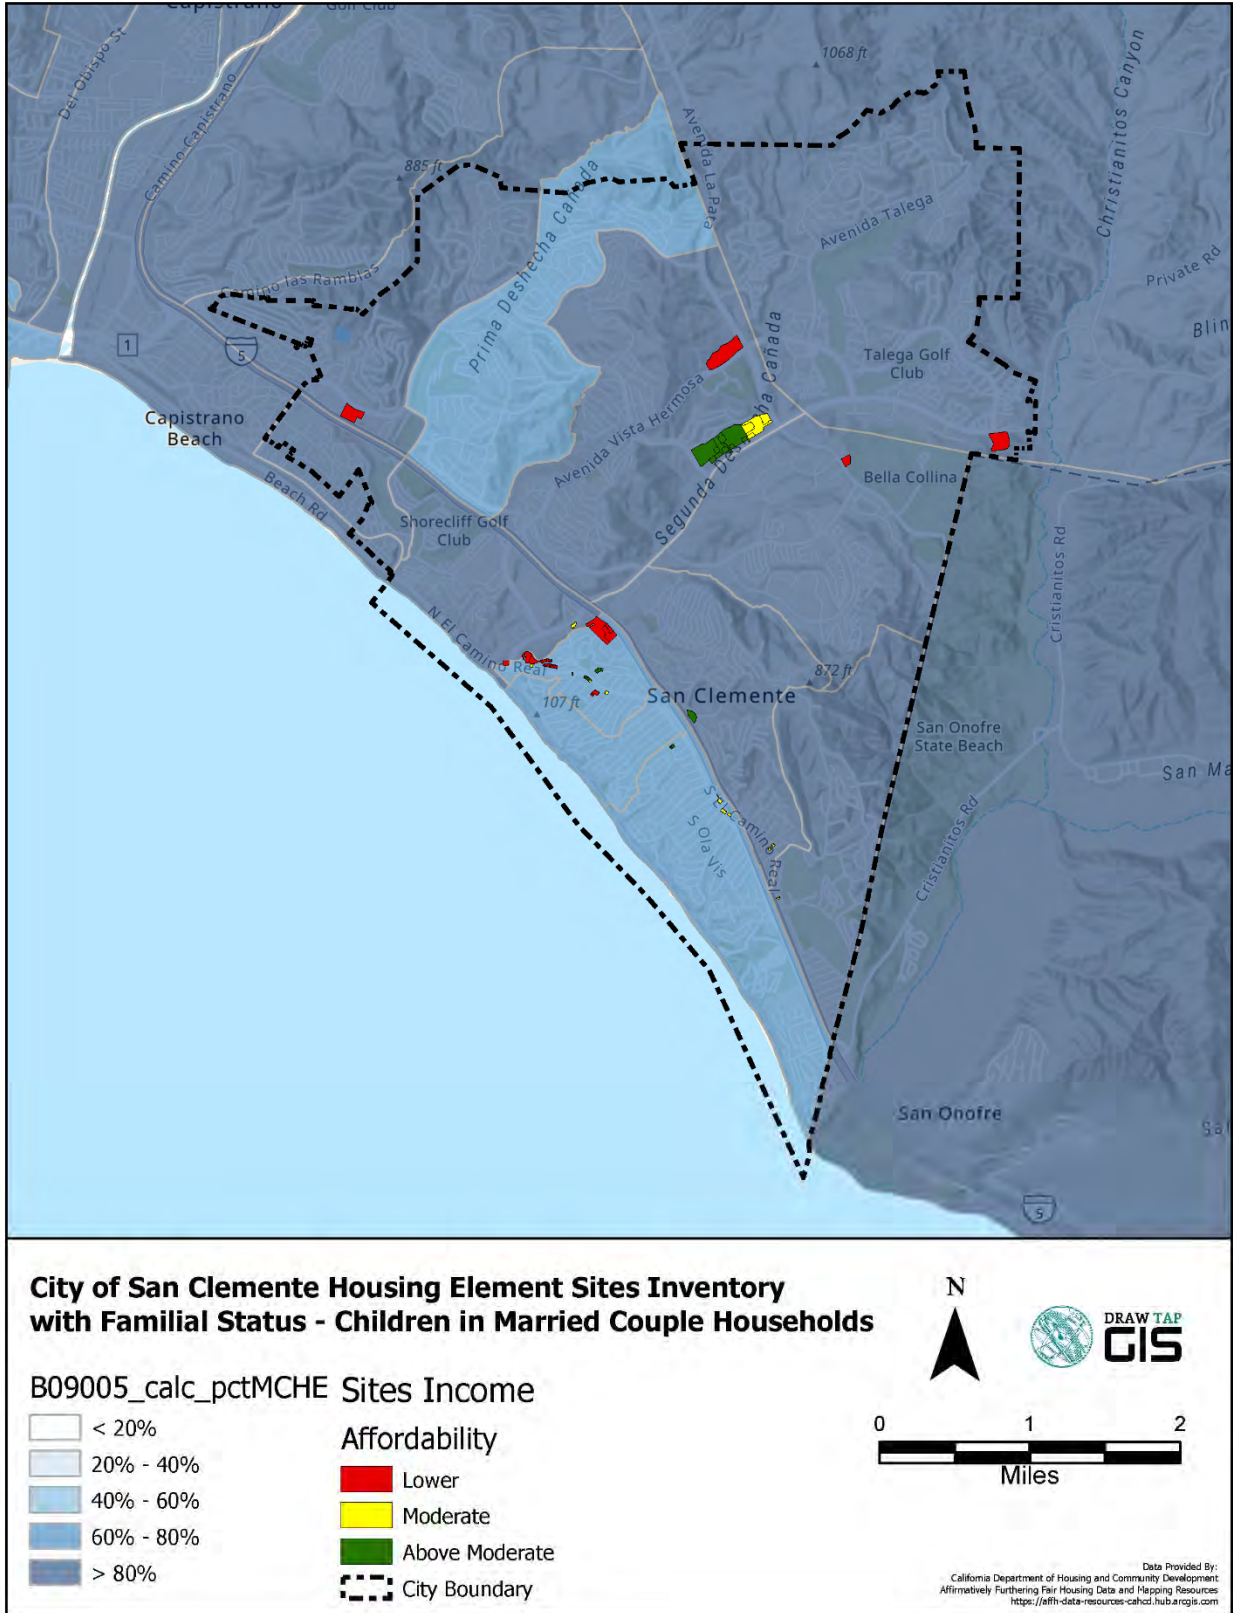 Capistrano
Golf Club
1068 ft
Del Obispo St
Camino Capistrano
Avenida La Pata
Christianitos Canyon
885 ft
Prima Deshecha Cañada
Avenida Talega
Camino las Ramblas
Private Rd
Blin
1
5
Talega Golf
Club
Capistrano
Beach
Avenida Vista Hermosa
Segunda Deshecha Cañada
Bella Collina
Beach Rd
Shorecliff Golf
Club
Cristianitos Rd
N El Camino Real
872 ft
San Clemente
107 ft
San Onofre
State Beach
San Ma
S El Camino Real
S Ola Vis
Cristianitos Rd
San Onofre
Sal
5
City of San Clemente Housing Element Sites Inventory
with Familial Status - Children in Married Couple Households
N
DRAW TAP
GIS
B09005_calc_pctMCHE
< 20%
20% - 40%
40% - 60%
60% - 80%
> 80%
Sites Income
Affordability
Lower
Moderate
Above Moderate
City Boundary
0 1 2
Miles
Data Provided By:
California Department of Housing and Community Development
Affirmatively Furthering Fair Housing Data and Mapping Resources
https://affh-data-resources-cahcd.hub.arcgis.com